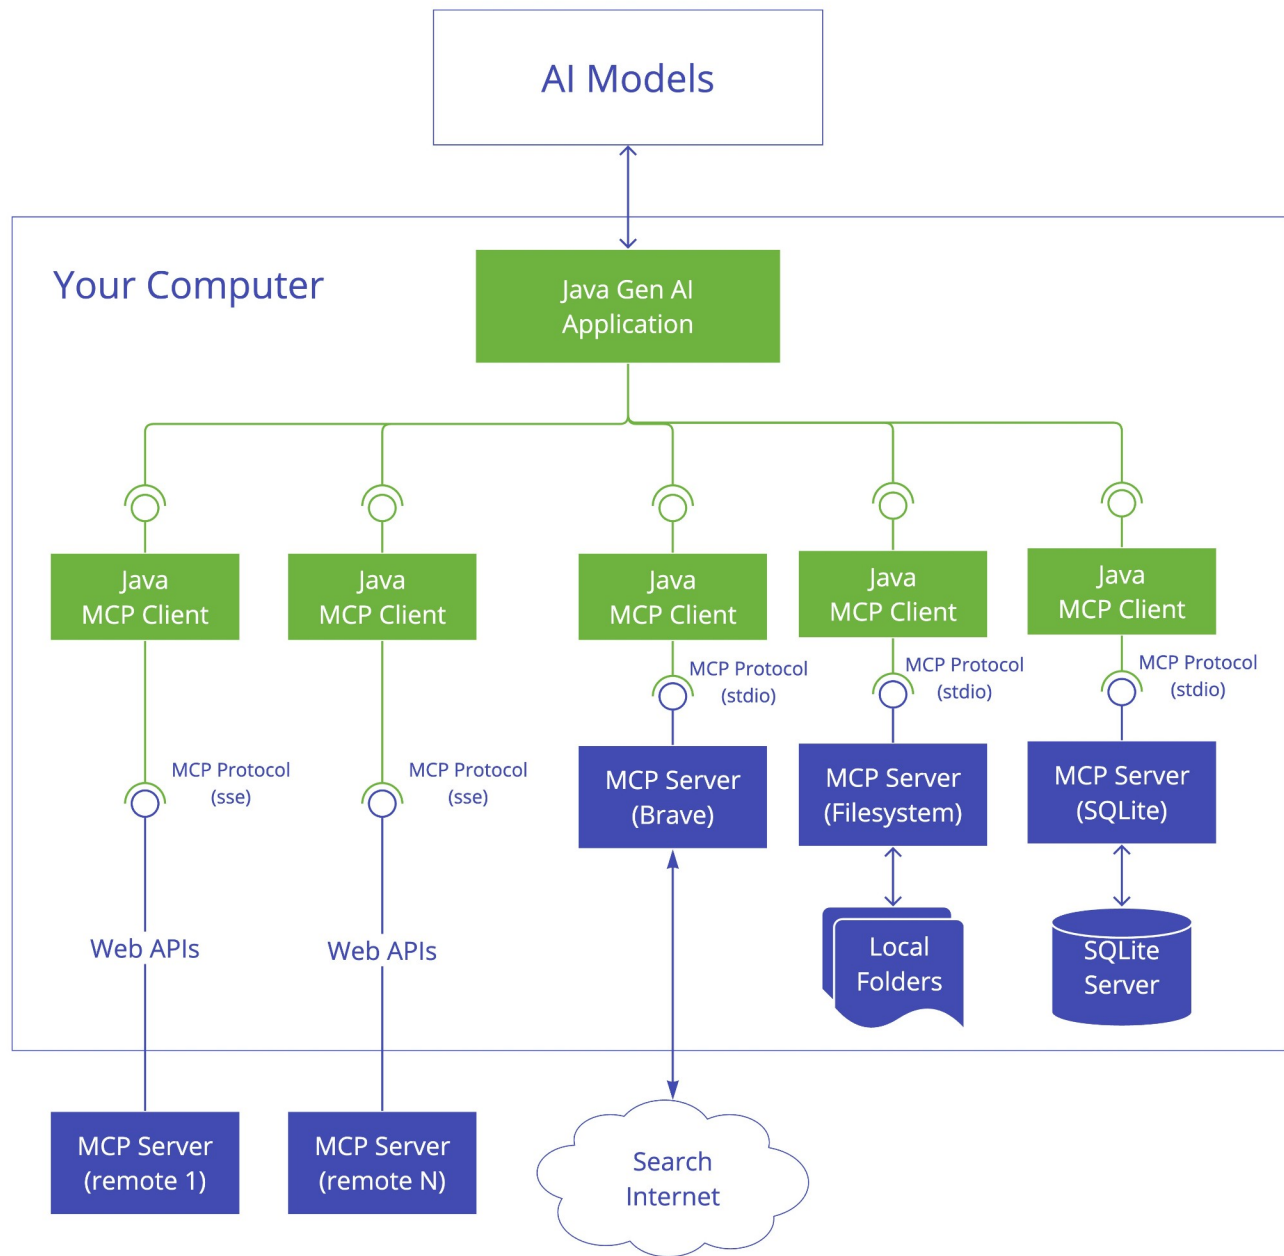 AI Models
Your Computer
Java Gen AI
Application
Java
MCP Client
Java
MCP Client
Java
MCP Client
Java
MCP Client
Java
MCP Client
MCP Protocol
(stdio)
MCP Protocol
(stdio)
MCP Protocol
(stdio)
MCP Protocol
(sse)
MCP Protocol
(sse)
MCP Server
(Brave)
MCP Server
(Filesystem)
MCP Server
(SQLite)
Web APIs
Web APIs
Local
Folders
SQLite
Server
MCP Server
(remote 1)
MCP Server
(remote N)
Search
Internet